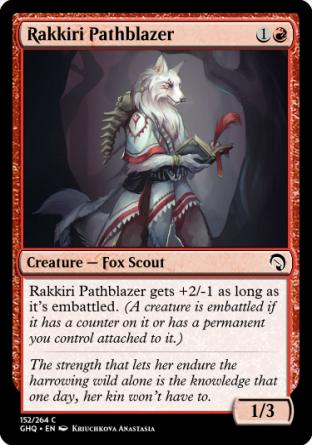 Rakkiri Pathblazer 1
Creature — Fox Scout
Rakkiri Pathblazer gets +2/-1 as long as
it's embattled. (A creature is embattled if
it has a counter on it or has a permanent
you control attached to it.)
The strength that lets her endure the
harrowing wild alone is the knowledge that
one day, her kin won't have to.
1/3
152/264 C
GHQ • EN Kriuchkova Anastasia